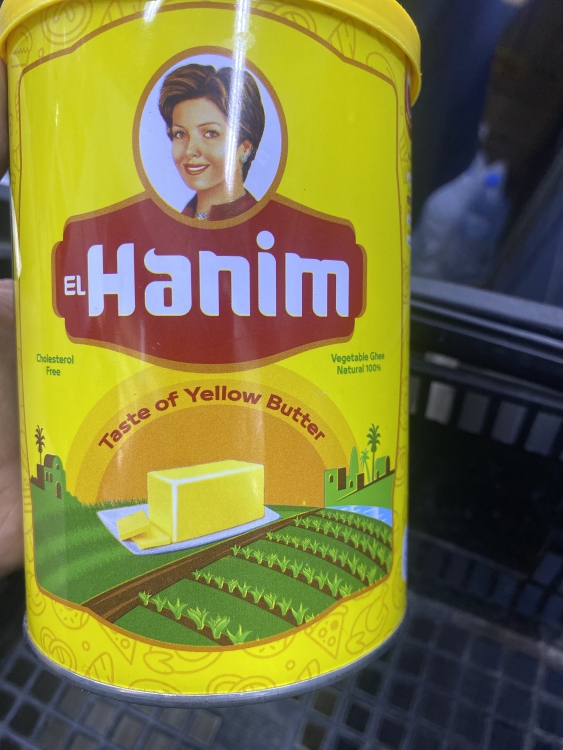 EL Hanim
Cholesterol
Free
Vegetable Ghee
Natural 100%
Taste of Yellow Butter